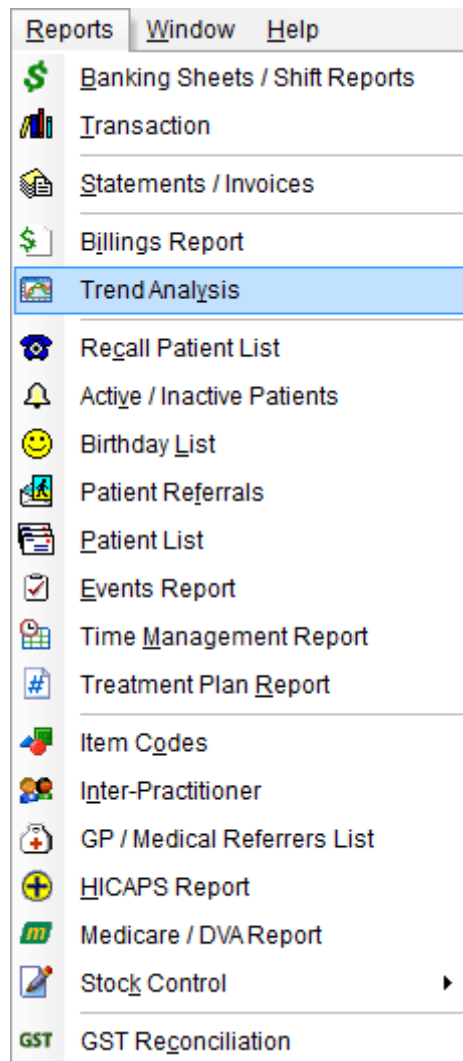 Reports Window Help
Banking Sheets / Shift Reports
Transaction
Statements / Invoices
Billings Report
Trend Analysis
Recall Patient List
Active / Inactive Patients
Birthday List
Patient Referrals
Patient List
Events Report
Time Management Report
Treatment Plan Report
Item Codes
Inter-Practitioner
GP / Medical Referrers List
HICAPS Report
Medicare / DVA Report
Stock Control
GST GST Reconciliation